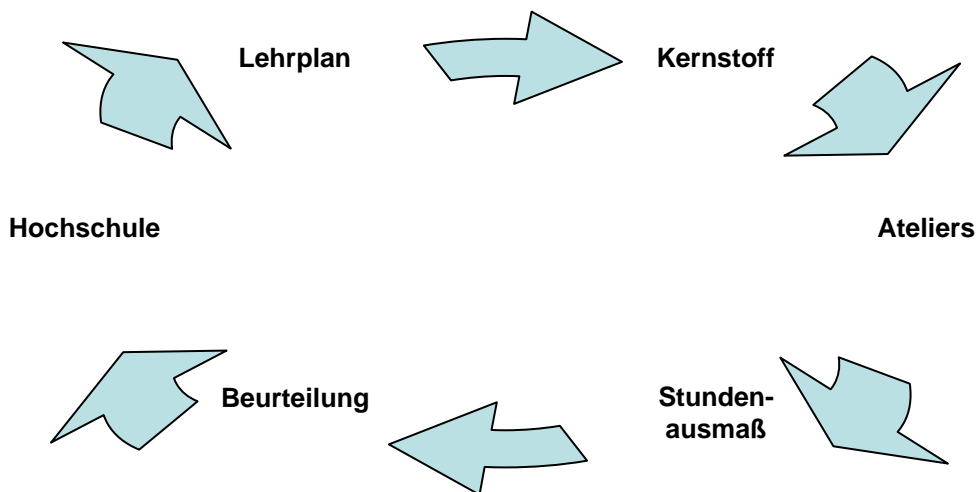 Lehrplan
Kernstoff
Hochschule
Ateliers
Beurteilung
Stunden-
ausmaß